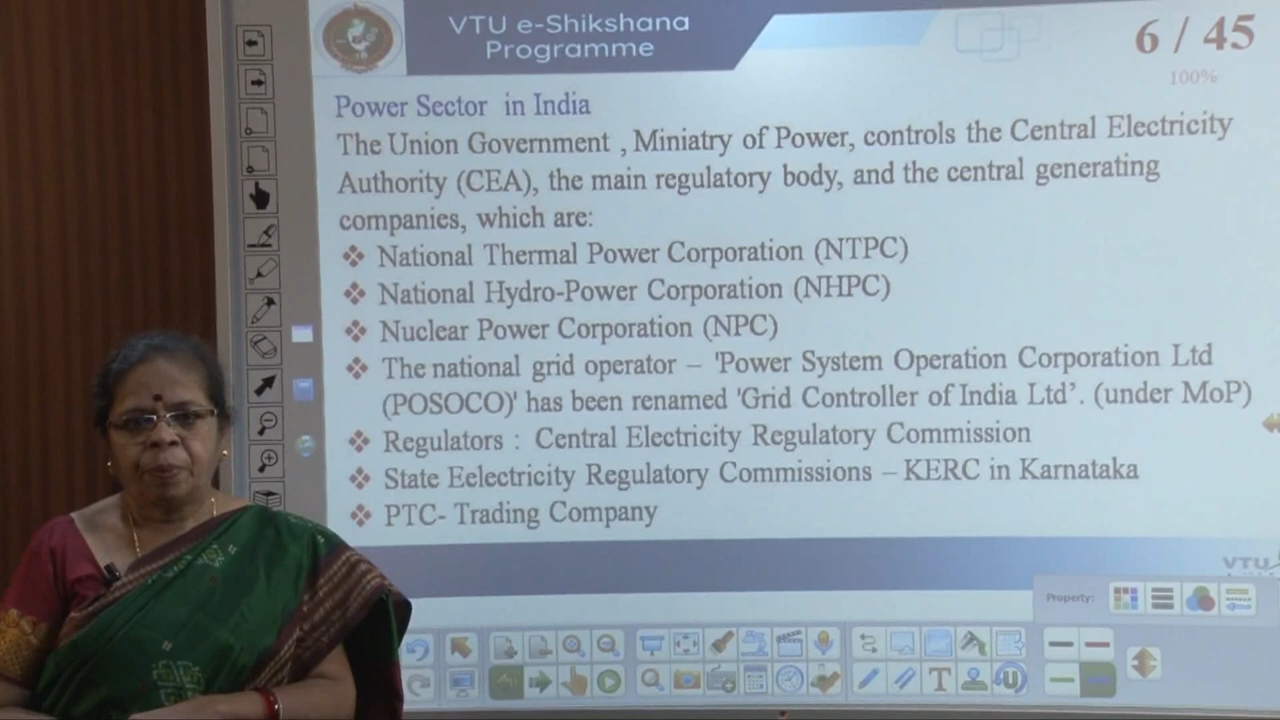 VTU e-Shikshana
Programme
6 / 45
100%
Power Sector in India
The Union Government , Miniatry of Power, controls the Central Electricity
Authority (CEA), the main regulatory body, and the central generating
companies, which are:
❖ National Thermal Power Corporation (NTPC)
❖ National Hydro-Power Corporation (NHPC)
❖ Nuclear Power Corporation (NPC)
❖ The national grid operator – 'Power System Operation Corporation Ltd
(POSOCO)' has been renamed 'Grid Controller of India Ltd’. (under MoP)
❖ Regulators : Central Electricity Regulatory Commission
❖ State Eelectricity Regulatory Commissions – KERC in Karnataka
❖ PTC- Trading Company
VTU
Property: